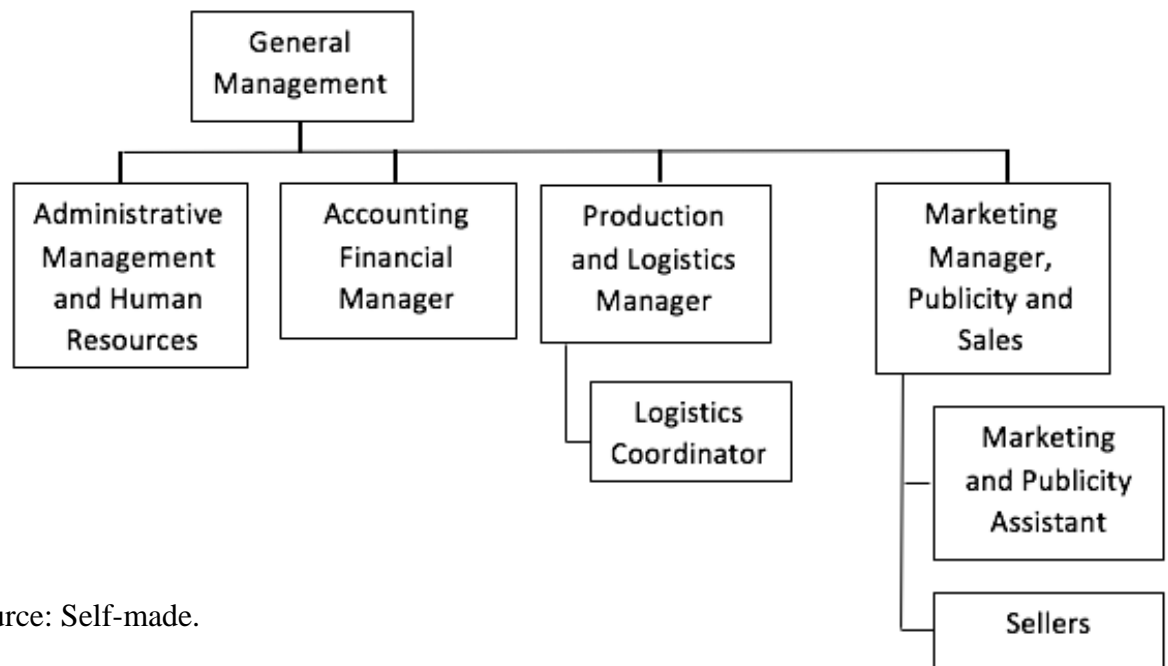 General
Management
Administrative
Management
and Human
Resources
Accounting
Financial
Manager
Production
and Logistics
Manager
Marketing
Manager,
Publicity and
Sales
Logistics
Coordinator
Marketing
and Publicity
Assistant
Sellers
urce: Self-made.